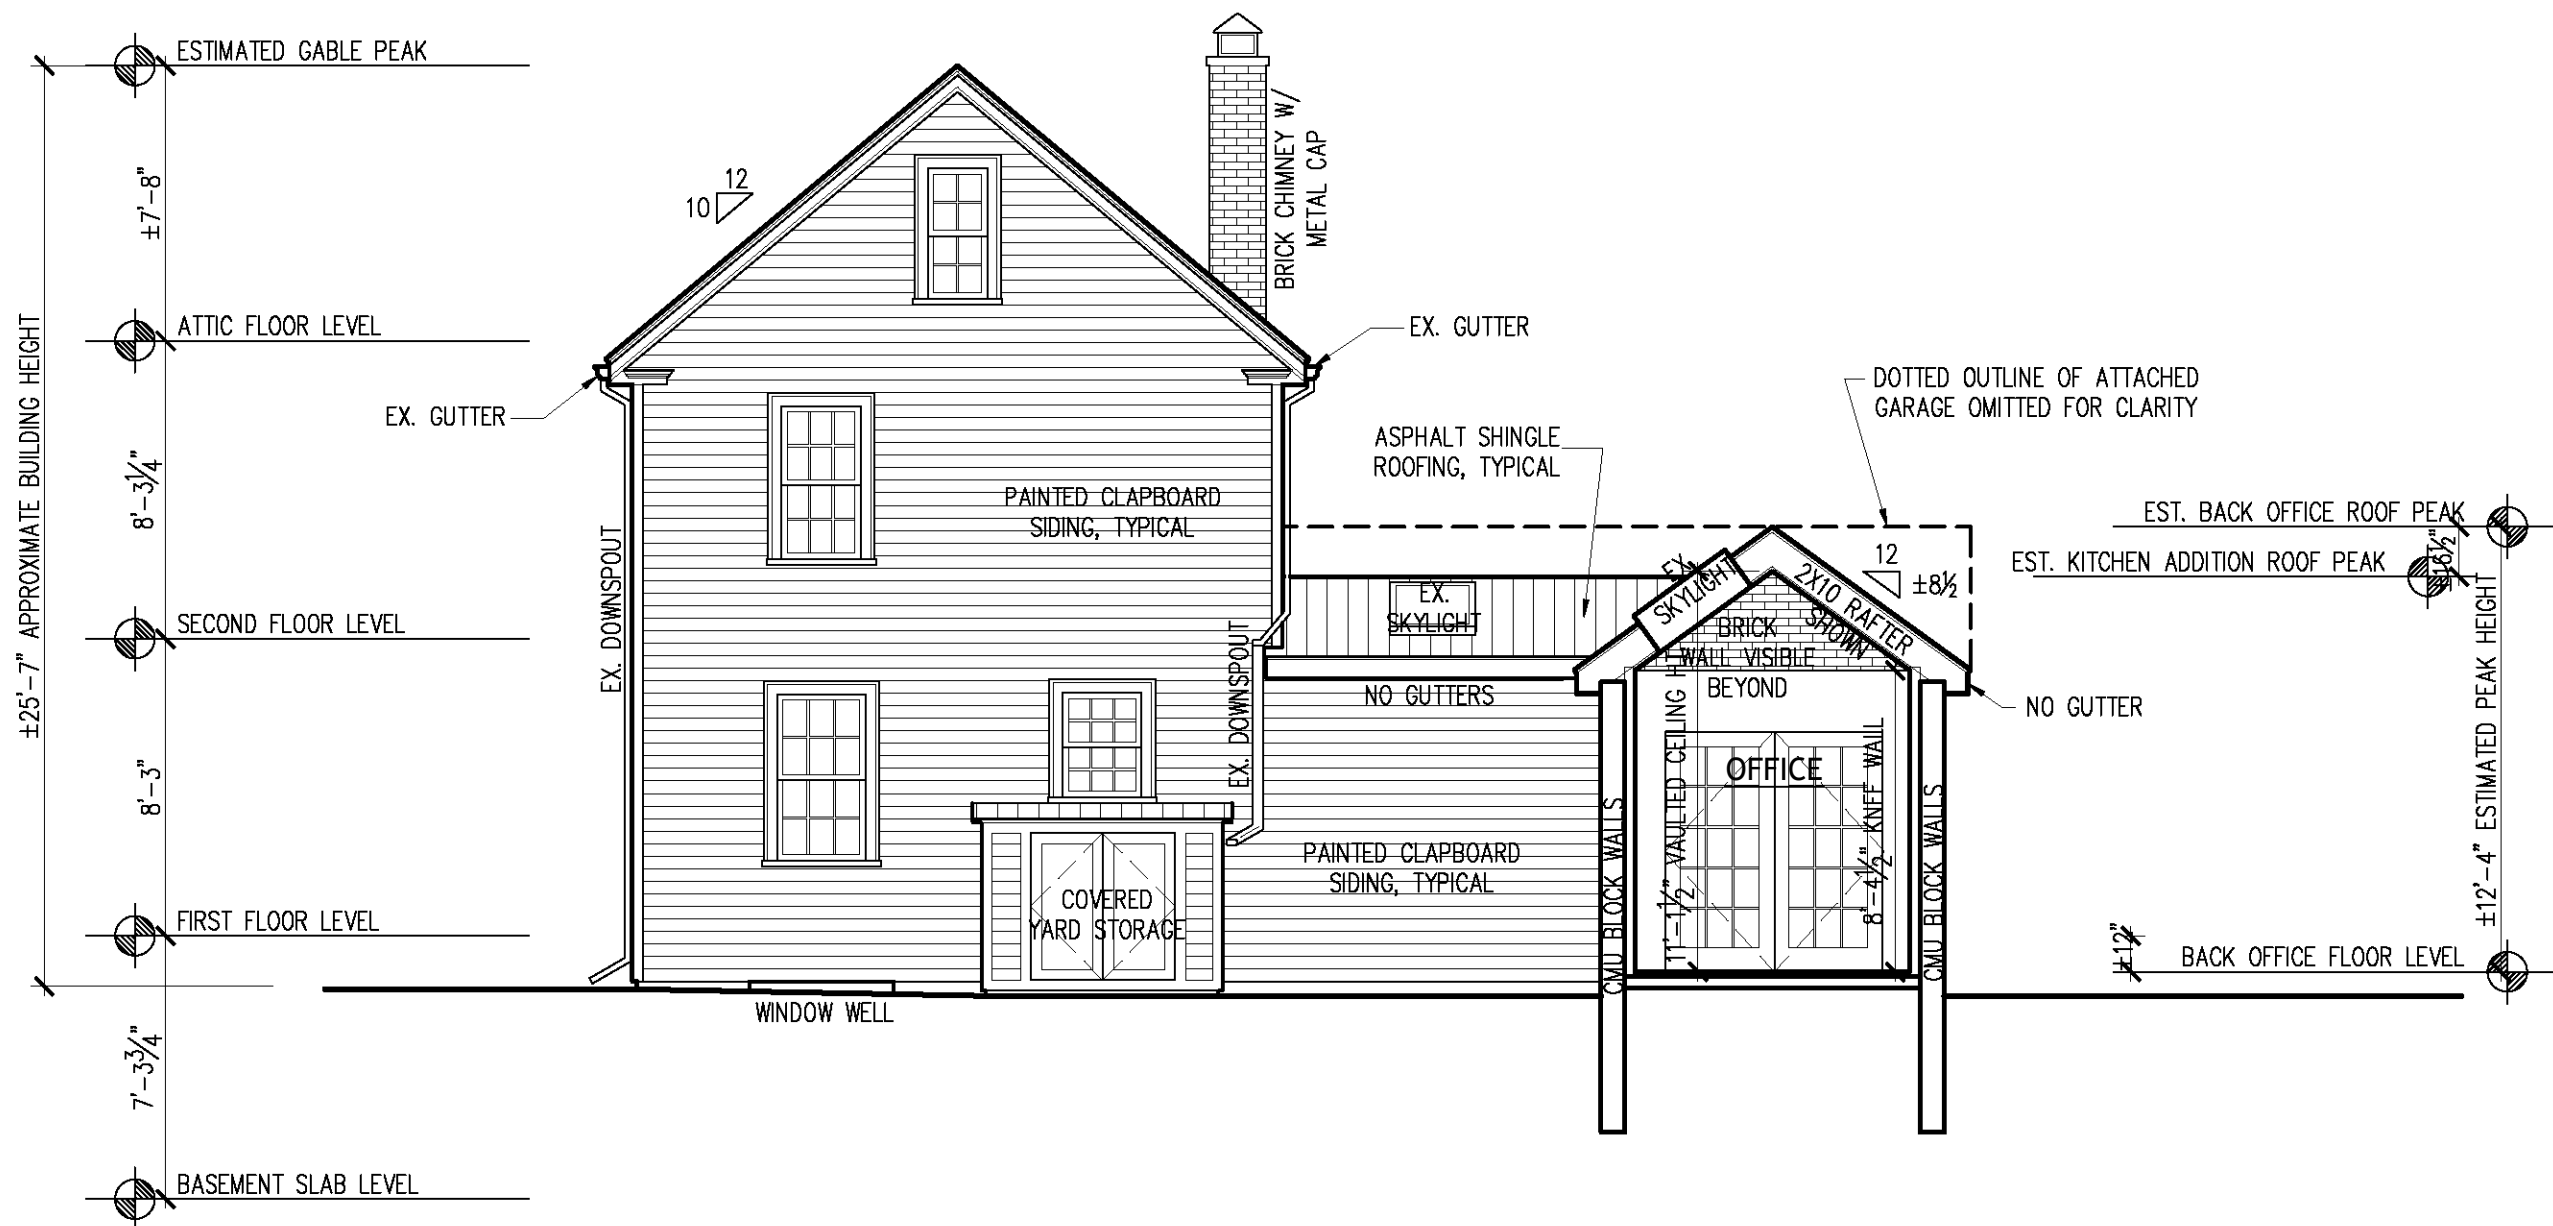 ESTIMATED GABLE PEAK
±7'-8"
ATTIC FLOOR LEVEL
8'-3¼"
SECOND FLOOR LEVEL
8'-3"
FIRST FLOOR LEVEL
7'-3¾"
BASEMENT SLAB LEVEL
±25'-7" APPROXIMATE BUILDING HEIGHT
12
10
BRICK CHIMNEY W/
METAL CAP
EX. GUTTER
EX. GUTTER
EX. DOWNSPOUT
PAINTED CLAPBOARD
SIDING, TYPICAL
EX. DOWNSPOUT
COVERED
YARD STORAGE
WINDOW WELL
ASPHALT SHINGLE
ROOFING, TYPICAL
DOTTED OUTLINE OF ATTACHED
GARAGE OMITTED FOR CLARITY
EX.
SKYLIGHT
NO GUTTERS
PAINTED CLAPBOARD
SIDING, TYPICAL
EX.
SKYLIGHT
2X10 RAFTER
SHOWN
12
±8½
BRICK
WALL VISIBLE
BEYOND
NO GUTTER
OFFICE
11'-1½" VAULTED CEILING
8'-4½" KNEE WALL
CMU BLOCK WALLS
CMU BLOCK WALLS
EST. BACK OFFICE ROOF PEAK
EST. KITCHEN ADDITION ROOF PEAK
±12'-4" ESTIMATED PEAK HEIGHT
±12"
BACK OFFICE FLOOR LEVEL